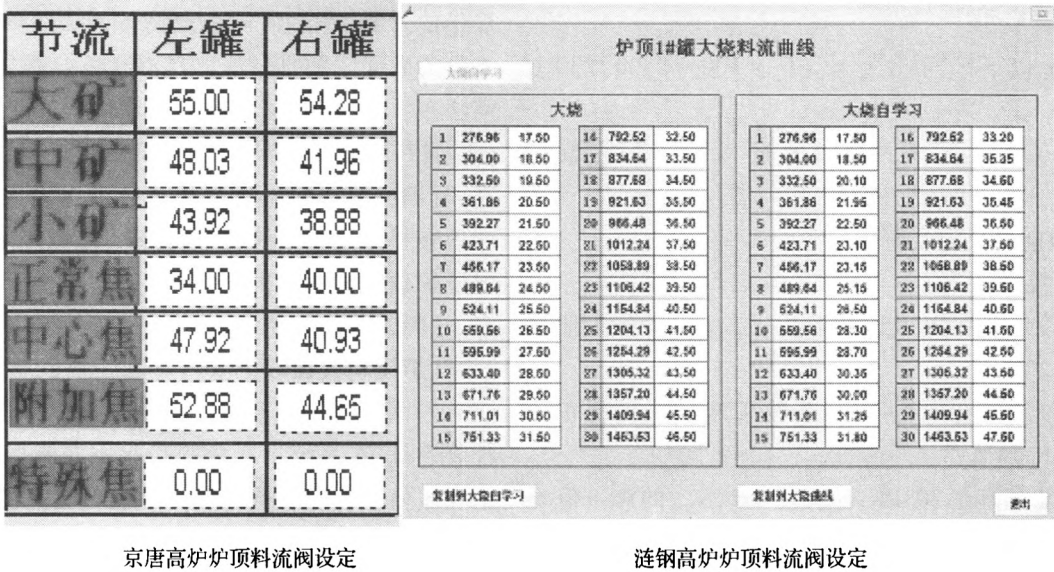 节流 左罐 右罐
大矿 55.00 54.28
中矿 48.03 41.96
小矿 43.92 38.88
正常焦 34.00 40.00
中心焦 47.92 40.93
附加焦 52.88 44.65
特殊焦 0.00 0.00
京唐高炉炉顶料流阀设定
炉顶1#罐大烧料流曲线
大烧自学习
大烧
1 276.96 17.50 16 792.52 32.50
2 304.00 18.50 17 834.64 33.50
3 332.50 19.50 18 877.68 34.50
4 361.86 20.50 19 921.63 35.50
5 392.27 21.50 20 966.48 36.50
6 423.71 22.50 21 1012.24 37.50
7 456.17 23.50 22 1058.89 38.50
8 489.64 24.50 23 1106.42 39.50
9 524.11 25.50 24 1154.84 40.50
10 559.56 26.50 25 1204.13 41.50
11 595.99 27.50 26 1254.29 42.50
12 633.40 28.50 27 1305.32 43.50
13 671.76 29.50 28 1357.20 44.50
14 711.01 30.50 29 1409.94 45.50
15 751.33 31.50 30 1463.53 46.50
复制到大烧自学习
大烧自学习
1 276.96 17.50 16 792.52 33.20
2 304.00 18.50 17 834.64 35.35
3 332.50 20.10 18 877.68 34.60
4 361.86 21.95 19 921.63 35.45
5 392.27 22.50 20 966.48 36.50
6 423.71 23.10 21 1012.24 37.50
7 456.17 23.15 22 1058.89 38.50
8 489.64 25.15 23 1106.42 39.60
9 524.11 26.50 24 1154.84 40.60
10 559.56 28.30 25 1204.13 41.60
11 595.99 28.70 26 1254.29 42.60
12 633.40 30.35 27 1305.32 43.60
13 671.76 30.00 28 1357.20 44.60
14 711.01 31.25 29 1409.94 45.60
15 751.33 31.80 30 1463.53 47.60
复制到大烧曲线
退出
涟钢高炉炉顶料流阀设定